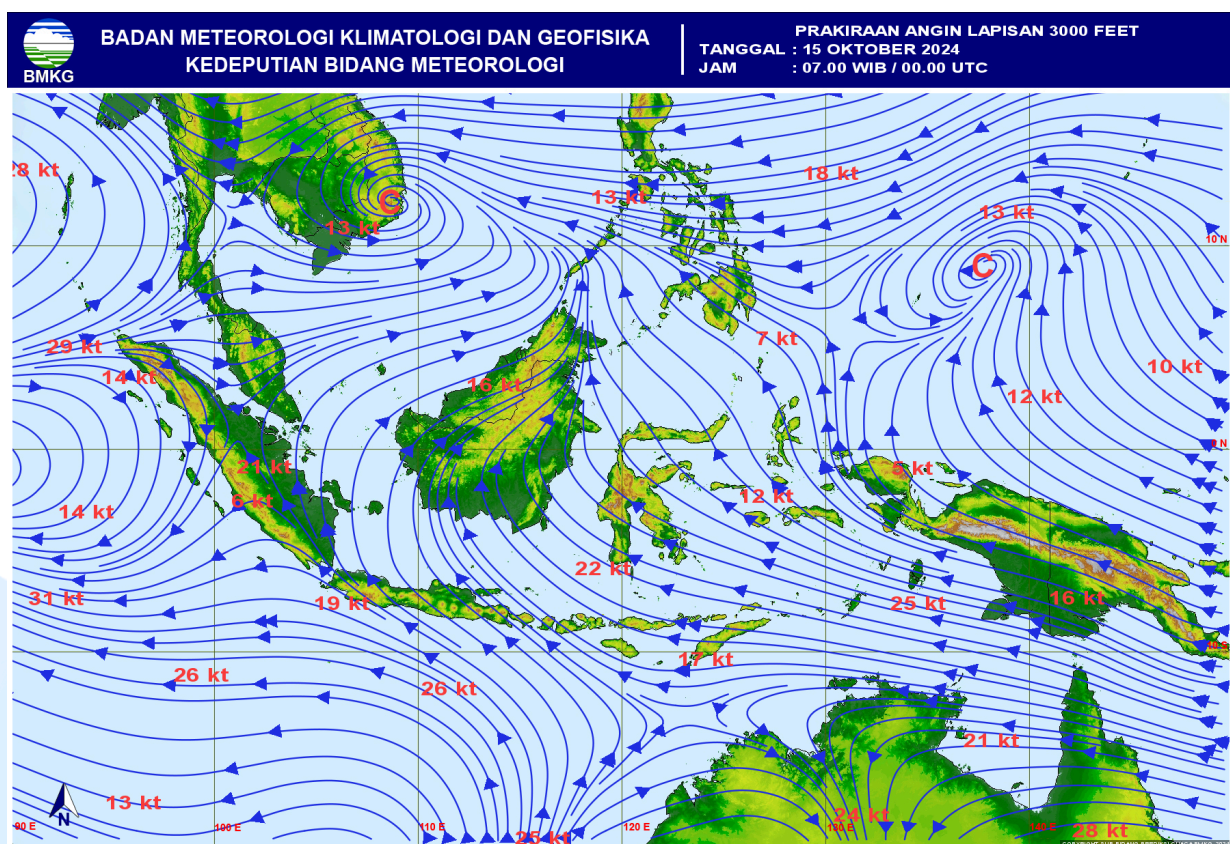 BMKG
BADAN METEOROLOGI KLIMATOLOGI DAN GEOFISIKA
KEDEPUTIAN BIDANG METEOROLOGI
PRAKIRAAN ANGIN LAPISAN 3000 FEET
TANGGAL : 15 OKTOBER 2024
JAM : 07.00 WIB / 00.00 UTC
28 kt
18 kt
13 kt
C
13 kt
13 kt
10 N
C
7 kt
29 kt
14 kt
16 kt
10 kt
12 kt
21 kt
5 kt
6 kt
12 kt
14 kt
22 kt
31 kt
19 kt
25 kt
16 kt
17 kt
26 kt
26 kt
21 kt
13 kt
24 kt
N
90 E
100 E
110 E
25 kt
120 E
130 E
140 E
28 kt